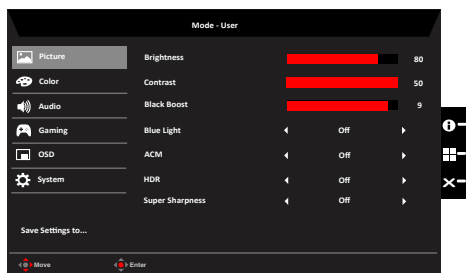 Mode - User
Picture
Brightness 80
Color
Contrast 50
Audio
Black Boost 9
Gaming
Blue Light Off
OSD
ACM Off
System
HDR Off
Super Sharpness Off
Save Settings to...
Move Enter